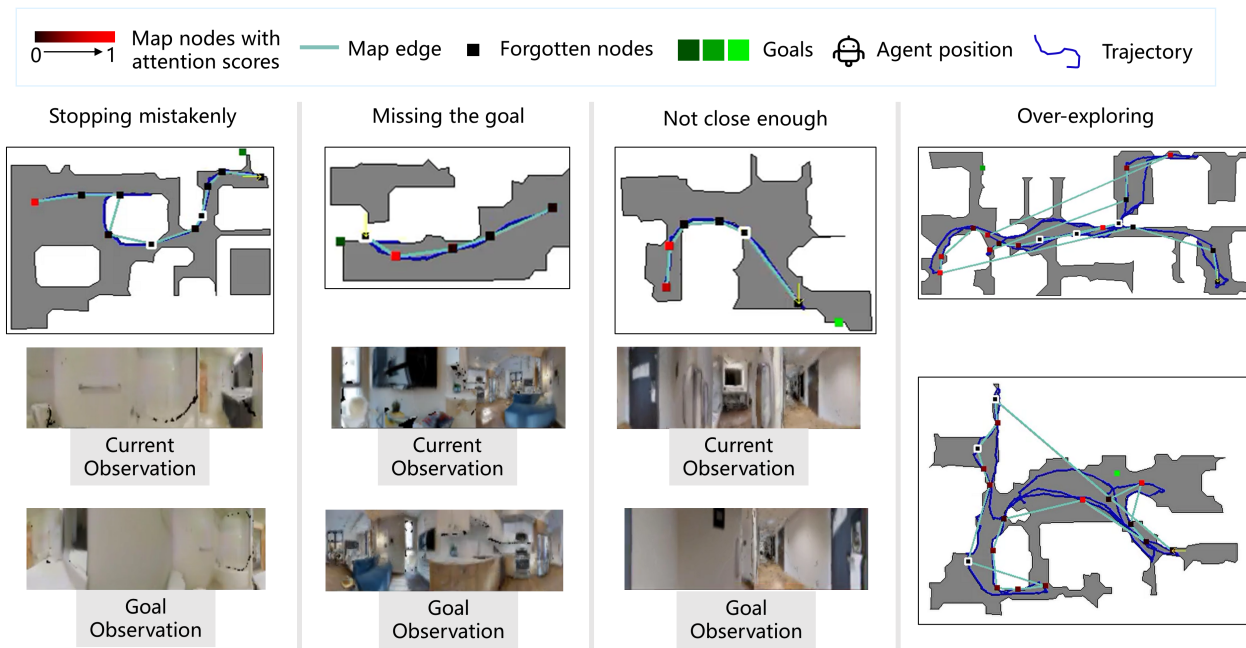 0 1
Map nodes with
attention scores
Map edge
Forgotten nodes
Goals
Agent position
Trajectory
Stopping mistakenly
Missing the goal
Not close enough
Over-exploring
Current
Observation
Current
Observation
Current
Observation
Goal
Observation
Goal
Observation
Goal
Observation